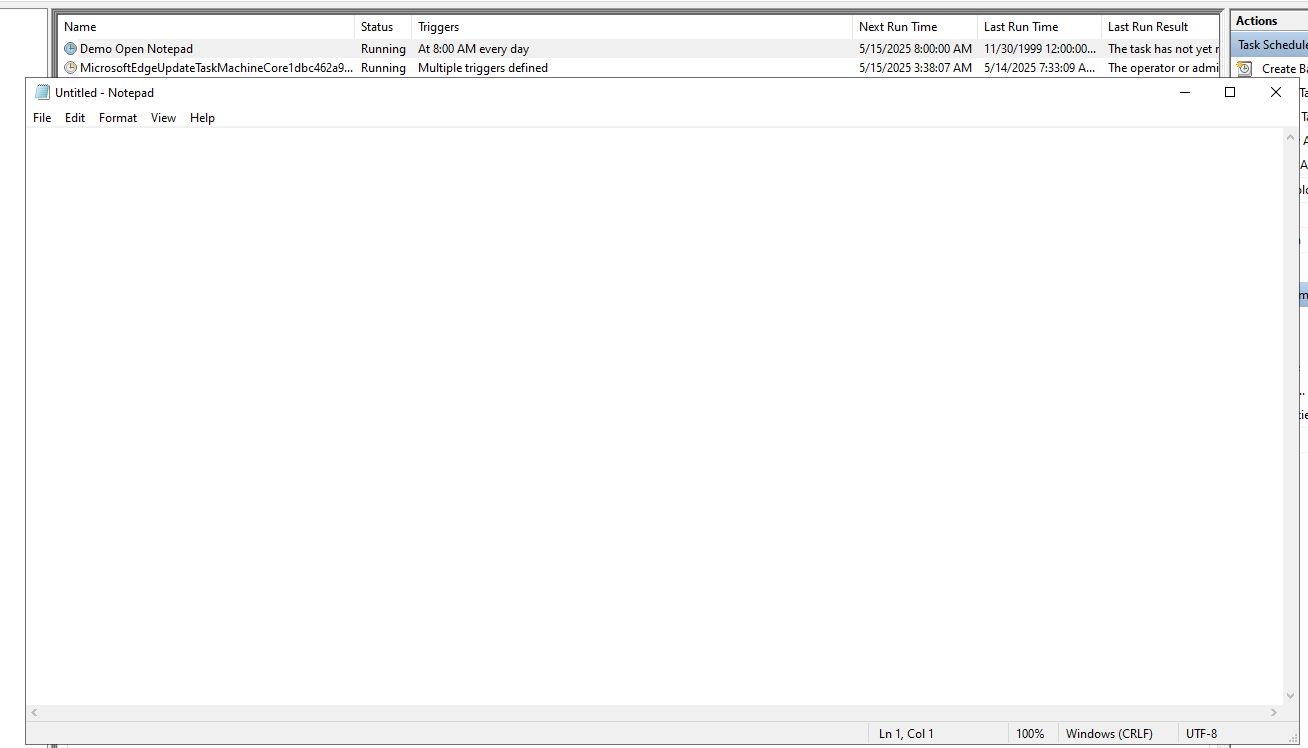 Name Status Triggers Next Run Time Last Run Time Last Run Result Actions
Demo Open Notepad Running At 8:00 AM every day 5/15/2025 8:00:00 AM 11/30/1999 12:00:00... The task has not yet Task Schedule
MicrosoftEdgeUpdateTaskMachineCore1dbc462a9... Running Multiple triggers defined 5/15/2025 3:38:07 AM 5/14/2025 7:33:09 A... The operator or admi Create Ba
Untitled - Notepad
File Edit Format View Help
Ln 1, Col 1 100% Windows (CRLF) UTF-8